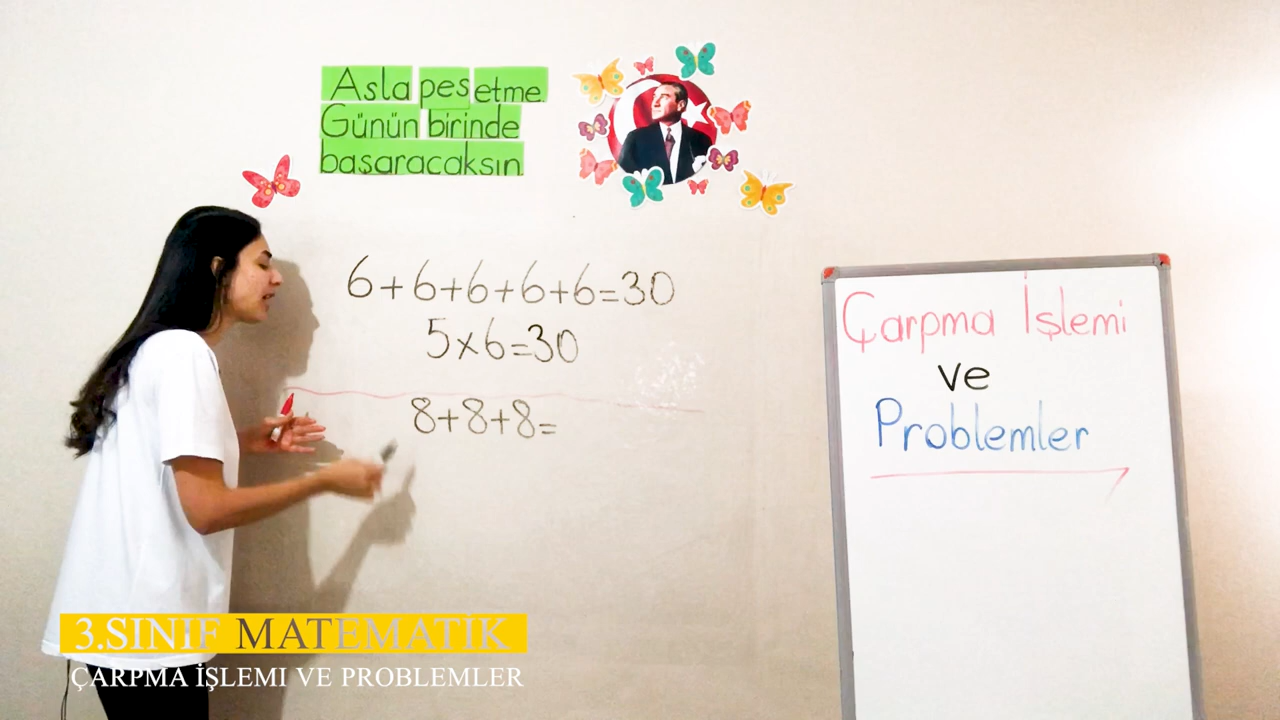 Asla pes etme.
Günün birinde
başaracaksın.
6+6+6+6+6=30
5x6=30
8+8+8=
Çarpma İşlemi
ve
Problemler
3.SINIF MATEMATİK
ÇARPMA İŞLEMI VE PROBLEMLER